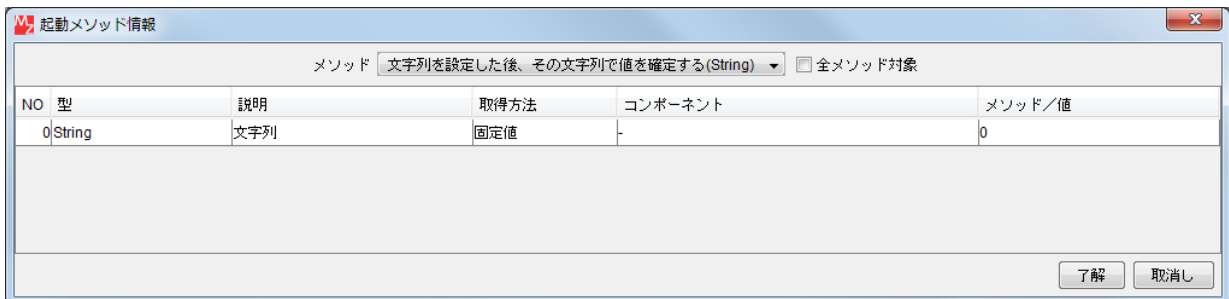 起動メソッド情報
メソッド 文字列を設定した後、その文字列で値を確定する(String) 全メソッド対象
NO 型 説明 取得方法 コンポーネント メソッド／値
0 String 文字列 固定値 - 0
了解 取消し